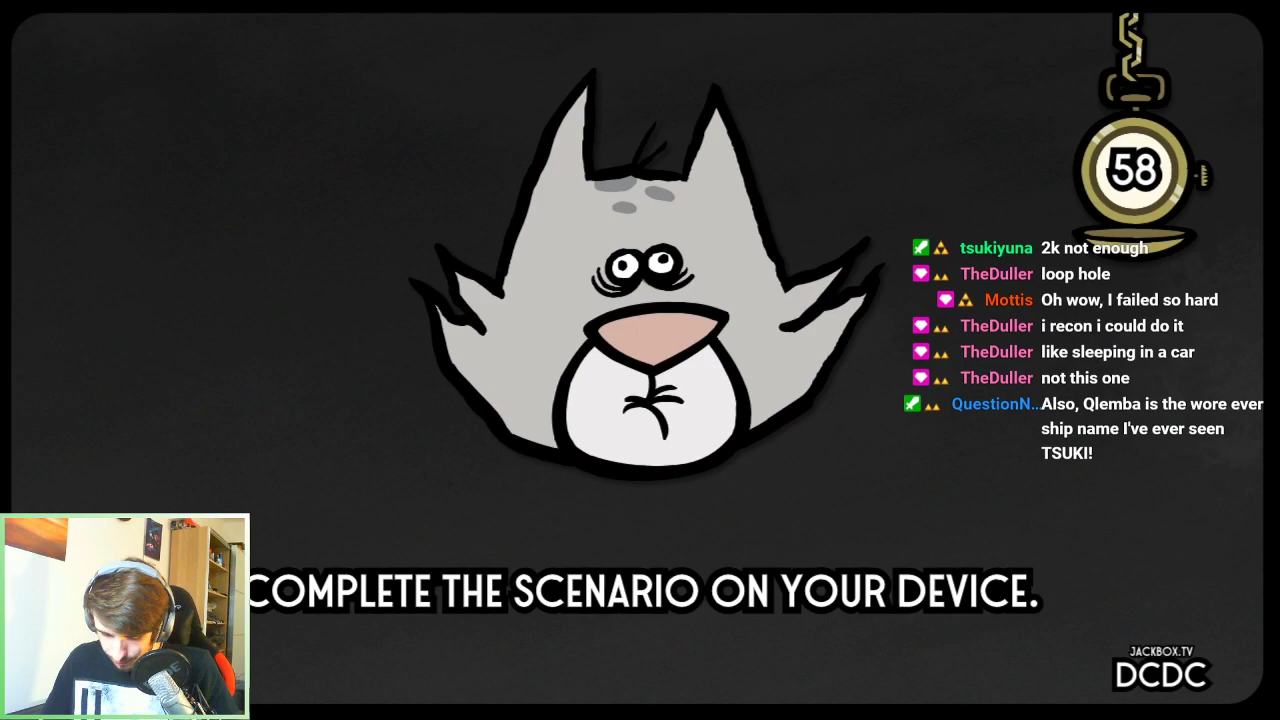 58
tsukiyuna 2k not enough
TheDuller loop hole
Mottis Oh wow, I failed so hard
TheDuller i recon i could do it
TheDuller like sleeping in a car
TheDuller not this one
QuestionN... Also, Qlemba is the wore ever
ship name I've ever seen
TSUKI!
COMPLETE THE SCENARIO ON YOUR DEVICE.
JACKBOX.TV
DCDC